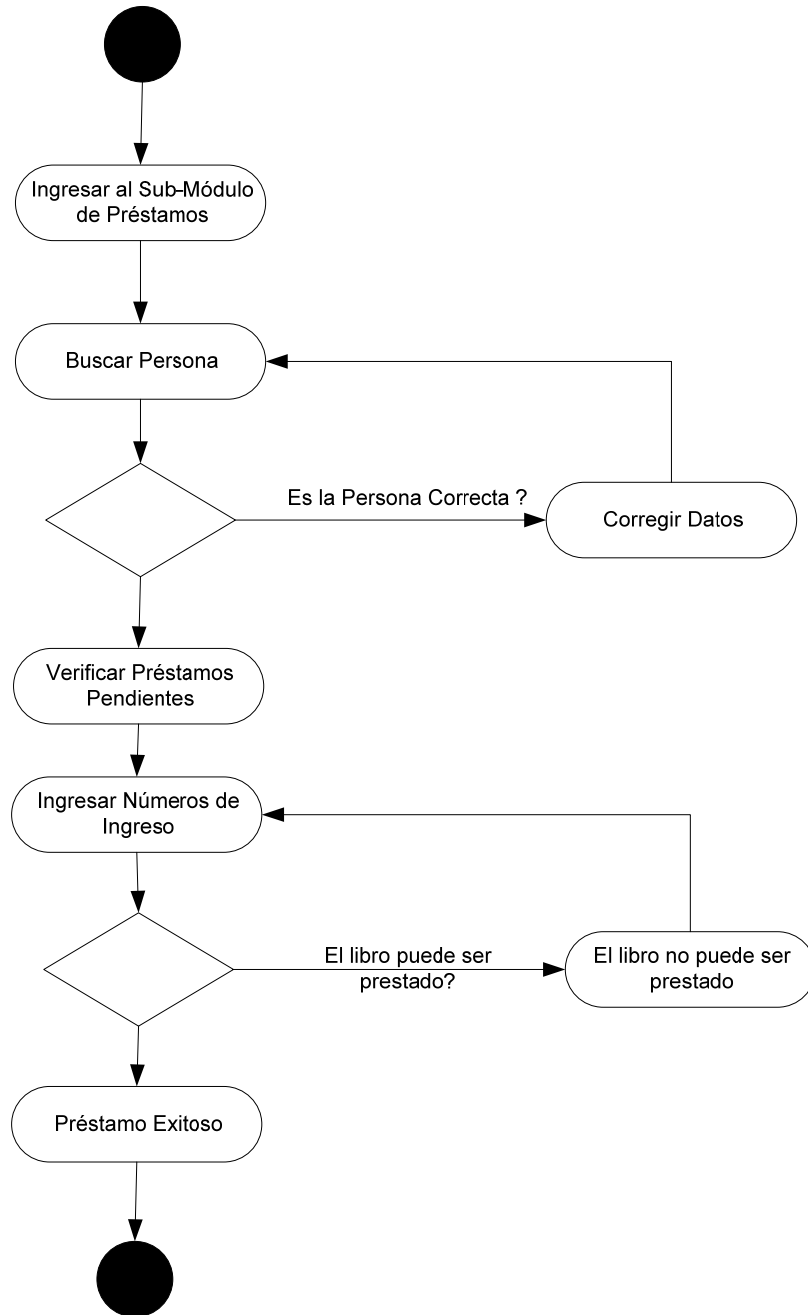 Ingresar al Sub-Módulo
de Préstamos
Buscar Persona
Es la Persona Correcta ?
Corregir Datos
Verificar Préstamos
Pendientes
Ingresar Números de
Ingreso
El libro puede ser
prestado?
El libro no puede ser
prestado
Préstamo Exitoso